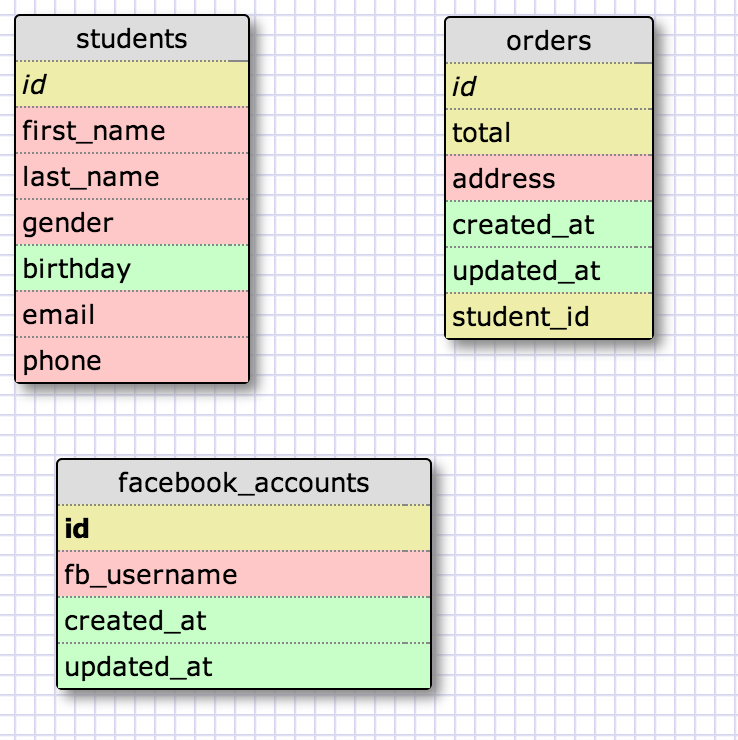 students
id
first_name
last_name
gender
birthday
email
phone
orders
id
total
address
created_at
updated_at
student_id
facebook_accounts
id
fb_username
created_at
updated_at